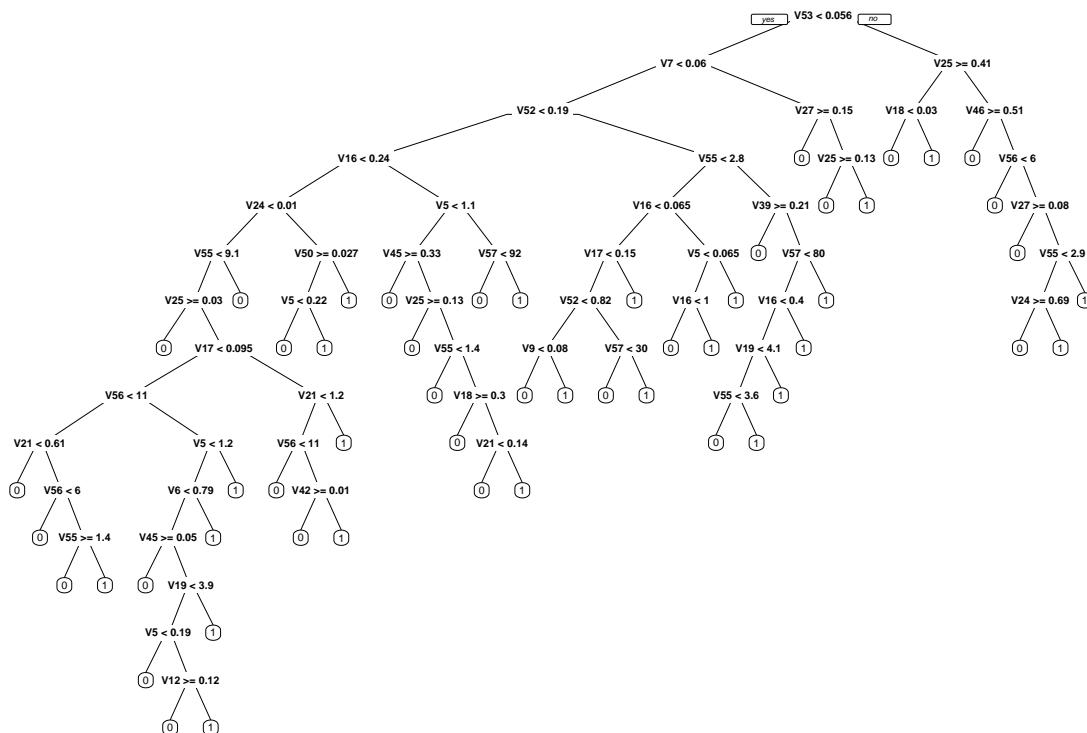 yes V53 < 0.056 no
V7 < 0.06 V25 >= 0.41
V52 < 0.19 V27 >= 0.15 V18 < 0.03 V46 >= 0.51
V16 < 0.24 V55 < 2.8 0 V25 >= 0.13 0 1 0 V56 < 6
V24 < 0.01 V5 < 1.1 V16 < 0.065 V39 >= 0.21 0 1 0 V27 >= 0.08
V55 < 9.1 V50 >= 0.027 V45 >= 0.33 V57 < 92 V17 < 0.15 V5 < 0.065 0 V57 < 80 0 V55 < 2.9
V25 >= 0.03 0 V5 < 0.22 1 0 V25 >= 0.13 0 1 V52 < 0.82 1 V16 < 1 1 V16 < 0.4 1 V24 >= 0.69 1
0 V17 < 0.095 0 1 0 V55 < 1.4 V9 < 0.08 V57 < 30 0 1 V19 < 4.1 1 0 1
V56 < 11 V21 < 1.2 0 V18 >= 0.3 0 1 0 1 V55 < 3.6 1
V21 < 0.61 V5 < 1.2 V56 < 11 1 0 V21 < 0.14 0 1
0 V56 < 6 V6 < 0.79 1 0 V42 >= 0.01 0 1
0 V55 >= 1.4 V45 >= 0.05 1 0 1
0 1 0 V19 < 3.9
V5 < 0.19 1
0 V12 >= 0.12
0 1